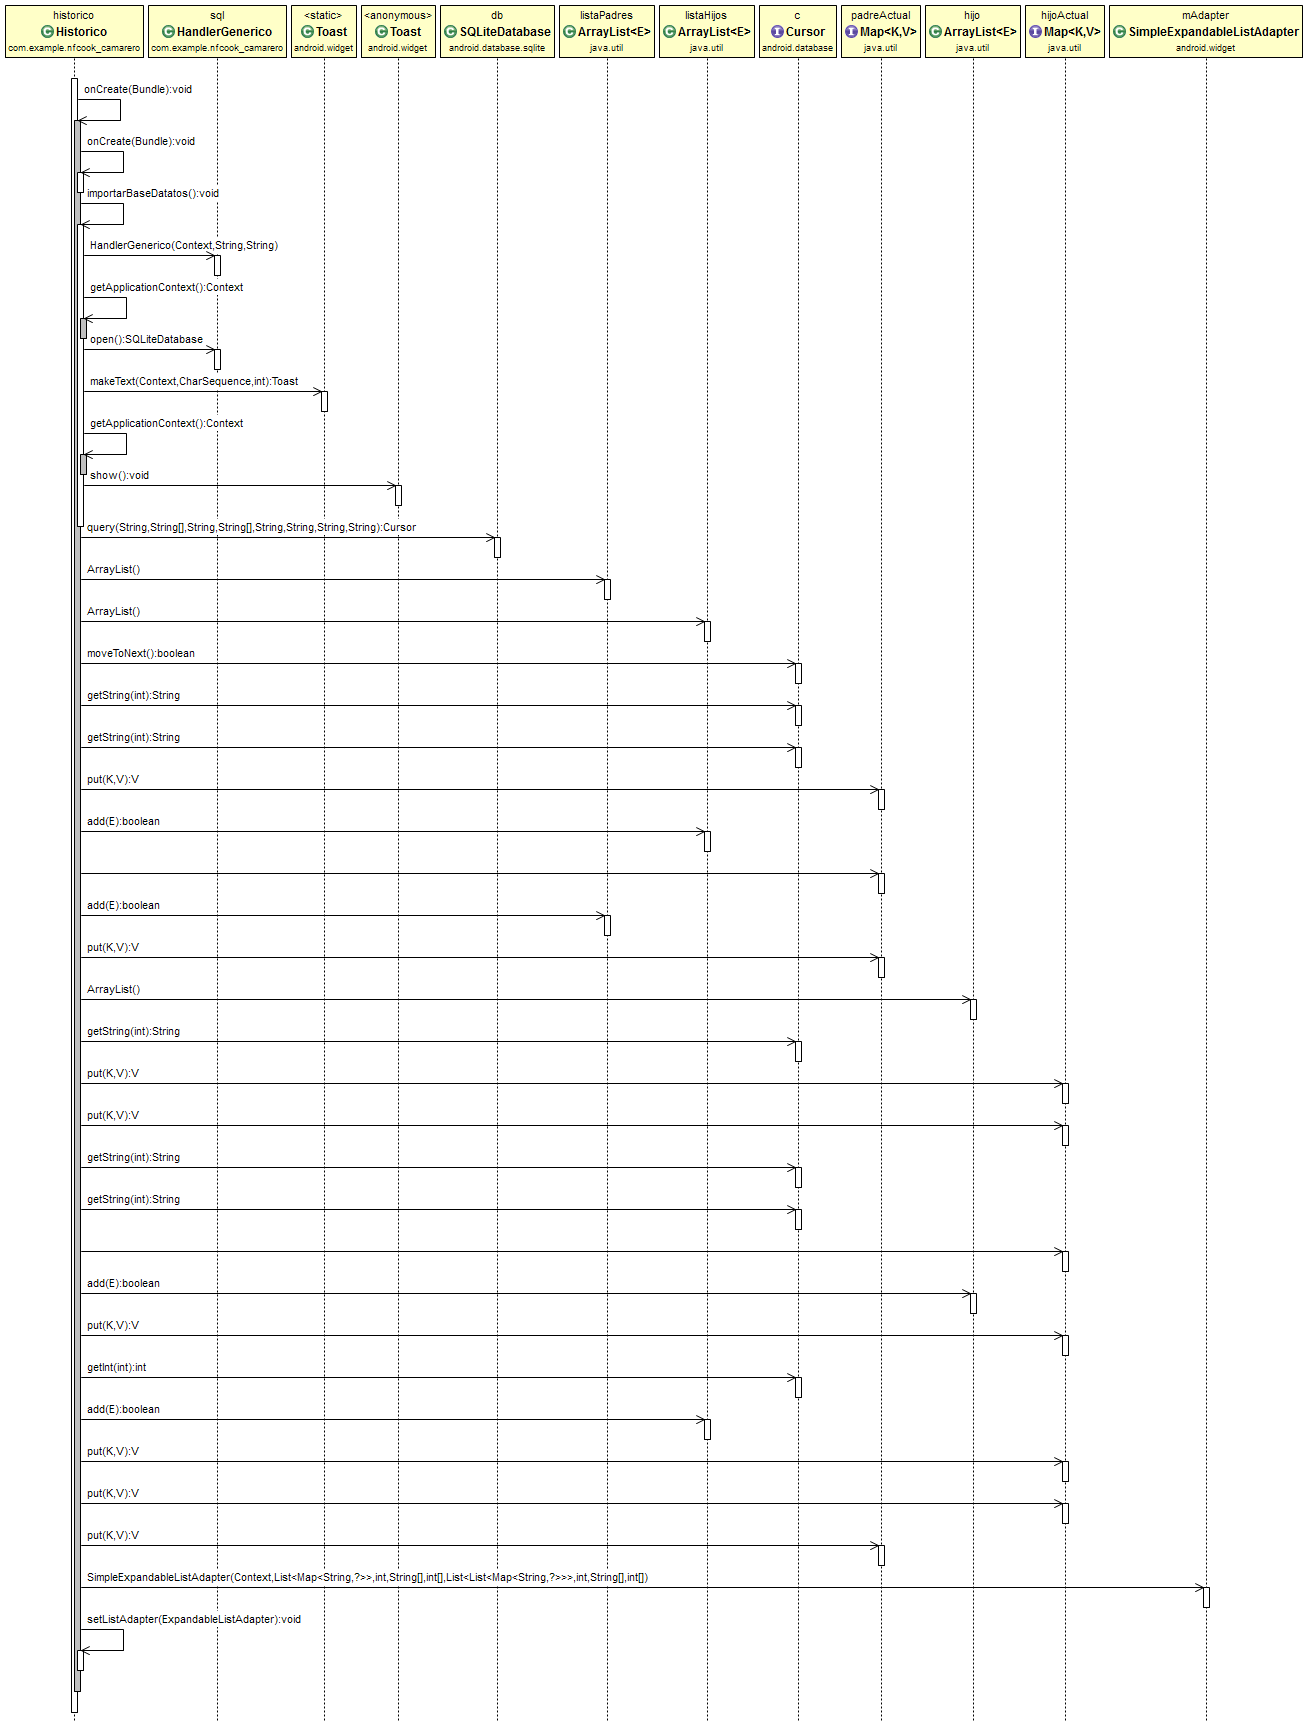 historico
Historico
com.example.nfcook_camarero
sql
HandlerGenerico
com.example.nfcook_camarero
<static>
Toast
android.widget
<anonymous>
Toast
android.widget
db
SQLiteDatabase
android.database.sqlite
listaPadres
ArrayList<E>
java.util
listaHijos
ArrayList<E>
java.util
c
Cursor
android.database
padreActual
Map<K,V>
java.util
hijo
ArrayList<E>
java.util
hijoActual
Map<K,V>
java.util
mAdapter
SimpleExpandableListAdapter
android.widget
onCreate(Bundle):void
onCreate(Bundle):void
importarBaseDatatos():void
HandlerGenerico(Context,String,String)
getApplicationContext():Context
open():SQLiteDatabase
makeText(Context,CharSequence,int):Toast
getApplicationContext():Context
show():void
query(String,String[],String,String[],String,String,String,String):Cursor
ArrayList()
ArrayList()
moveToNext():boolean
getString(int):String
getString(int):String
put(K,V):V
add(E):boolean
add(E):boolean
put(K,V):V
ArrayList()
getString(int):String
put(K,V):V
put(K,V):V
getString(int):String
getString(int):String
add(E):boolean
put(K,V):V
getInt(int):int
add(E):boolean
put(K,V):V
put(K,V):V
put(K,V):V
SimpleExpandableListAdapter(Context,List<Map<String,?>>,int,String[],int[],List<List<Map<String,?>>>,int,String[],int[])
setListAdapter(ExpandableListAdapter):void